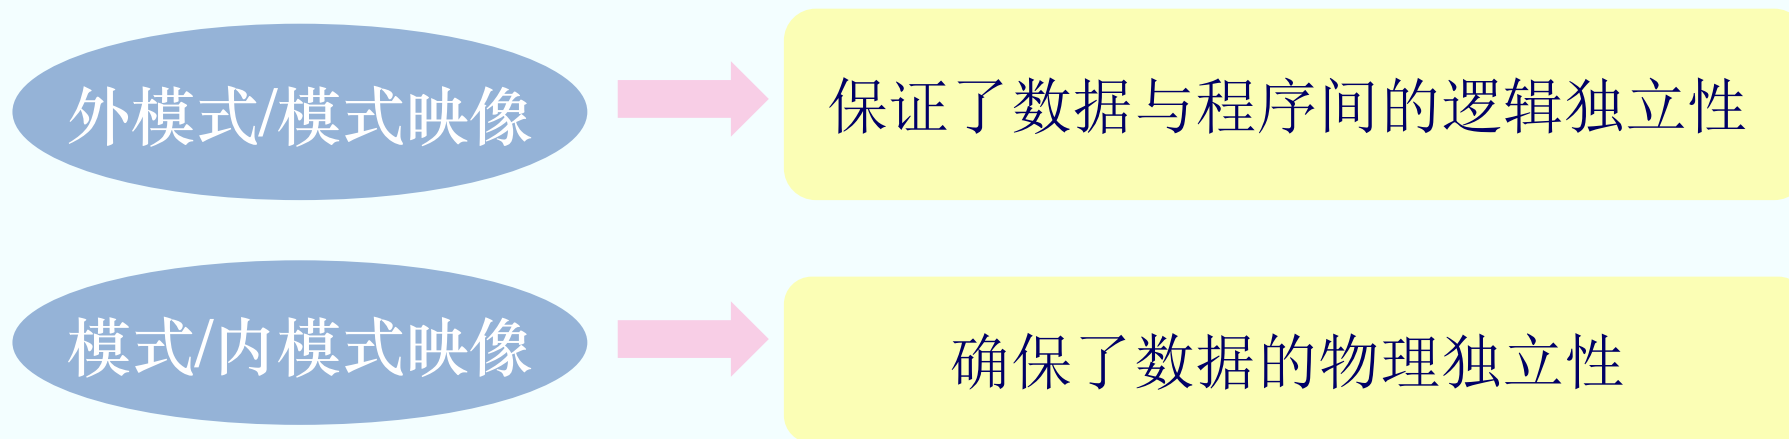 外模式/模式映像
保证了数据与程序间的逻辑独立性
模式/内模式映像
确保了数据的物理独立性